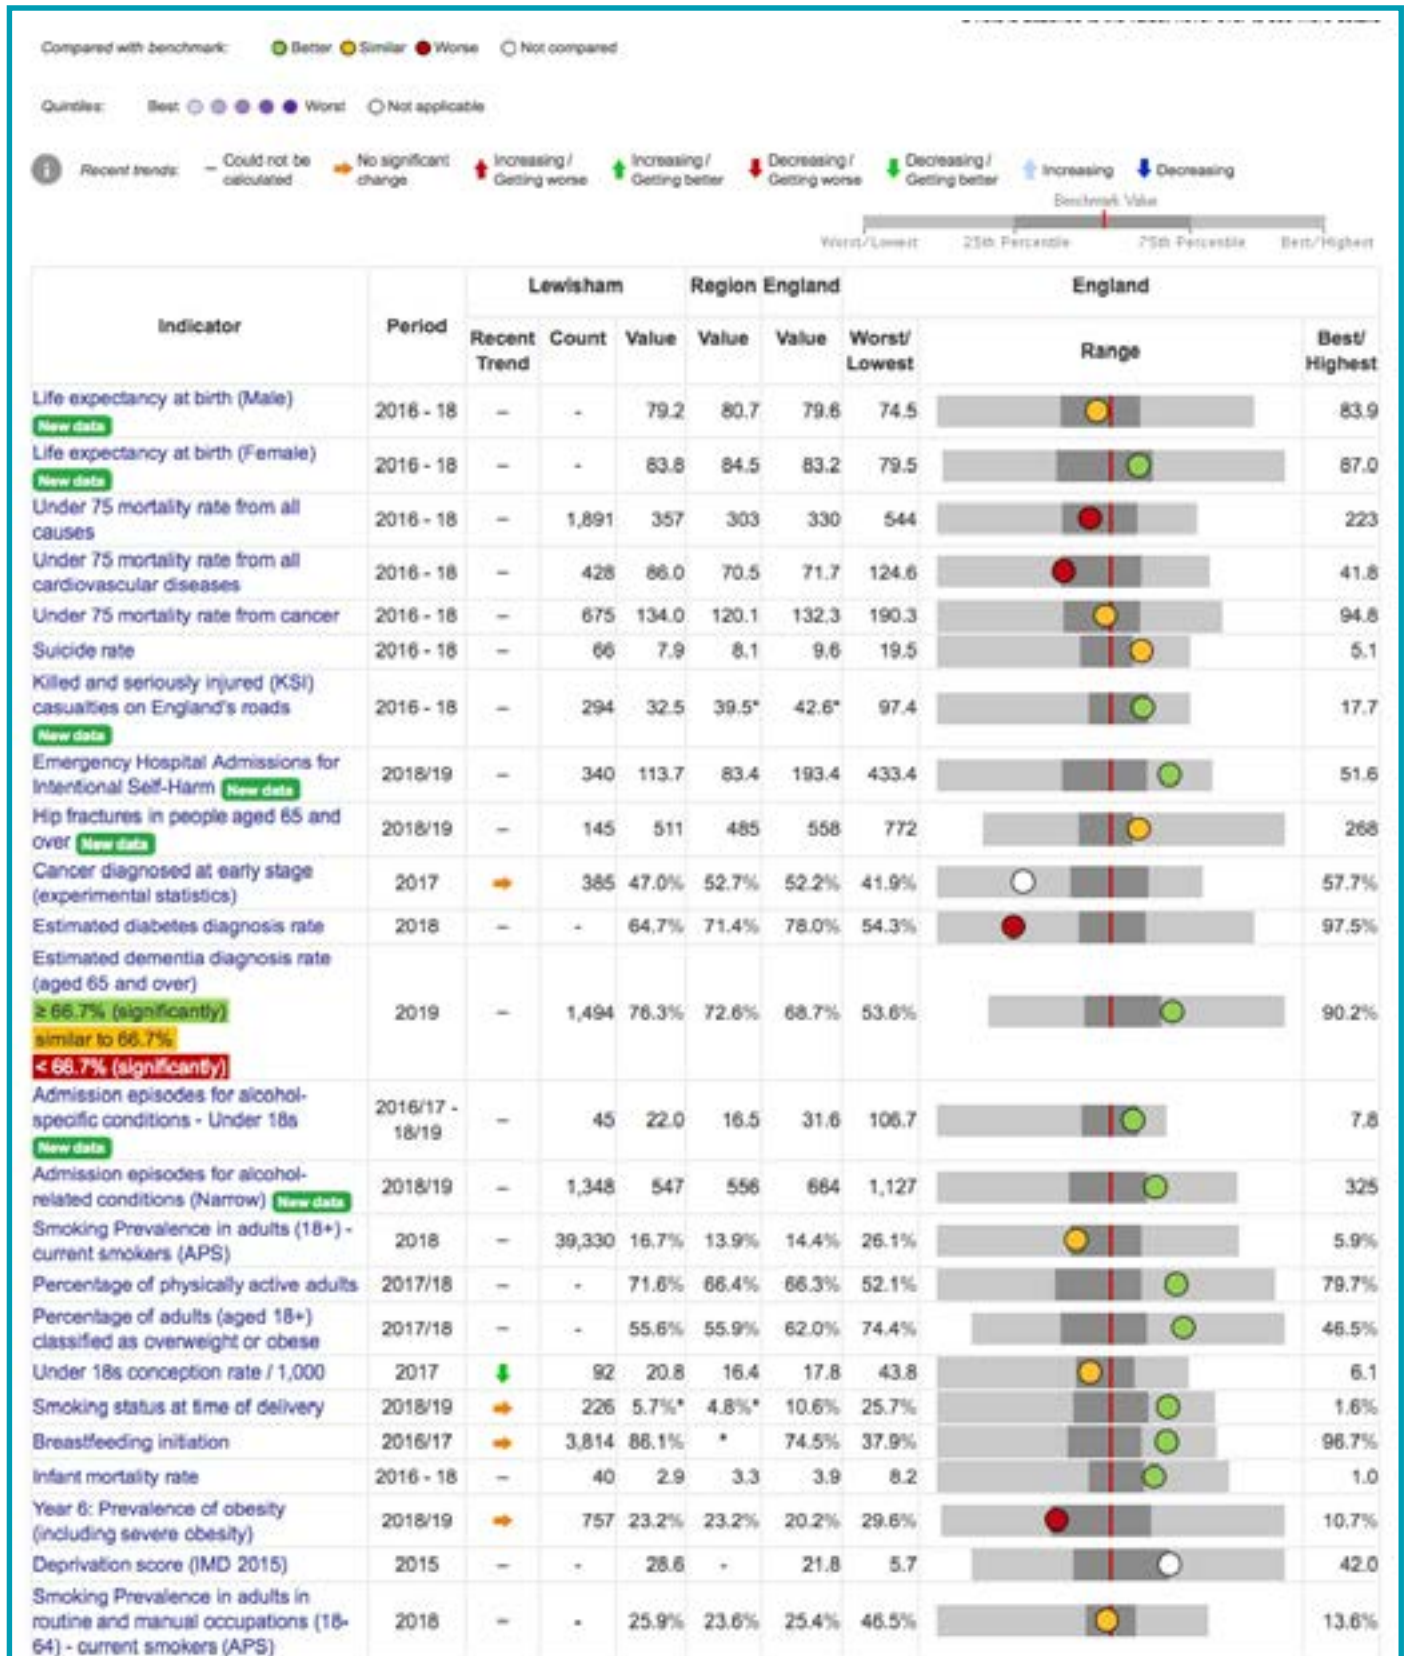 Compared with benchmark: Better Similar Worse Not compared
Quintiles: Best Worst Not applicable
Recent trends: – Could not be calculated No significant change Increasing / Getting worse Increasing / Getting better Decreasing / Getting worse Decreasing / Getting better Increasing Decreasing
Benchmark Value
Worst/Lowest 25th Percentile 75th Percentile Best/Highest
Lewisham Region England England
Indicator Period Recent Trend Count Value Value Value Worst/ Lowest Range Best/ Highest
Life expectancy at birth (Male) New data 2016 - 18 – - 79.2 80.7 79.6 74.5 83.9
Life expectancy at birth (Female) New data 2016 - 18 – - 83.8 84.5 83.2 79.5 87.0
Under 75 mortality rate from all causes 2016 - 18 – 1,891 357 303 330 544 223
Under 75 mortality rate from all cardiovascular diseases 2016 - 18 – 428 86.0 70.5 71.7 124.6 41.8
Under 75 mortality rate from cancer 2016 - 18 – 675 134.0 120.1 132.3 190.3 94.8
Suicide rate 2016 - 18 – 66 7.9 8.1 9.6 19.5 5.1
Killed and seriously injured (KSI) casualties on England's roads New data 2016 - 18 – 294 32.5 39.5* 42.6* 97.4 17.7
Emergency Hospital Admissions for Intentional Self-Harm New data 2018/19 – 340 113.7 83.4 193.4 433.4 51.6
Hip fractures in people aged 65 and over New data 2018/19 – 145 511 485 558 772 268
Cancer diagnosed at early stage (experimental statistics) 2017 385 47.0% 52.7% 52.2% 41.9% 57.7%
Estimated diabetes diagnosis rate 2018 – - 64.7% 71.4% 78.0% 54.3% 97.5%
Estimated dementia diagnosis rate (aged 65 and over)
≥ 66.7% (significantly)
similar to 66.7%
< 66.7% (significantly)
2019 – 1,494 76.3% 72.6% 68.7% 53.6% 90.2%
Admission episodes for alcohol-specific conditions - Under 18s New data 2016/17 - 18/19 – 45 22.0 16.5 31.6 106.7 7.8
Admission episodes for alcohol-related conditions (Narrow) New data 2018/19 – 1,348 547 556 664 1,127 325
Smoking Prevalence in adults (18+) - current smokers (APS) 2018 – 39,330 16.7% 13.9% 14.4% 26.1% 5.9%
Percentage of physically active adults 2017/18 – - 71.6% 66.4% 66.3% 52.1% 79.7%
Percentage of adults (aged 18+) classified as overweight or obese 2017/18 – - 55.6% 55.9% 62.0% 74.4% 46.5%
Under 18s conception rate / 1,000 2017 92 20.8 16.4 17.8 43.8 6.1
Smoking status at time of delivery 2018/19 226 5.7%* 4.8%* 10.6% 25.7% 1.6%
Breastfeeding initiation 2016/17 3,814 86.1% * 74.5% 37.9% 96.7%
Infant mortality rate 2016 - 18 – 40 2.9 3.3 3.9 8.2 1.0
Year 6: Prevalence of obesity (including severe obesity) 2018/19 757 23.2% 23.2% 20.2% 29.6% 10.7%
Deprivation score (IMD 2015) 2015 – - 28.6 - 21.8 5.7 42.0
Smoking Prevalence in adults in routine and manual occupations (18-64) - current smokers (APS) 2018 – - 25.9% 23.6% 25.4% 46.5% 13.6%